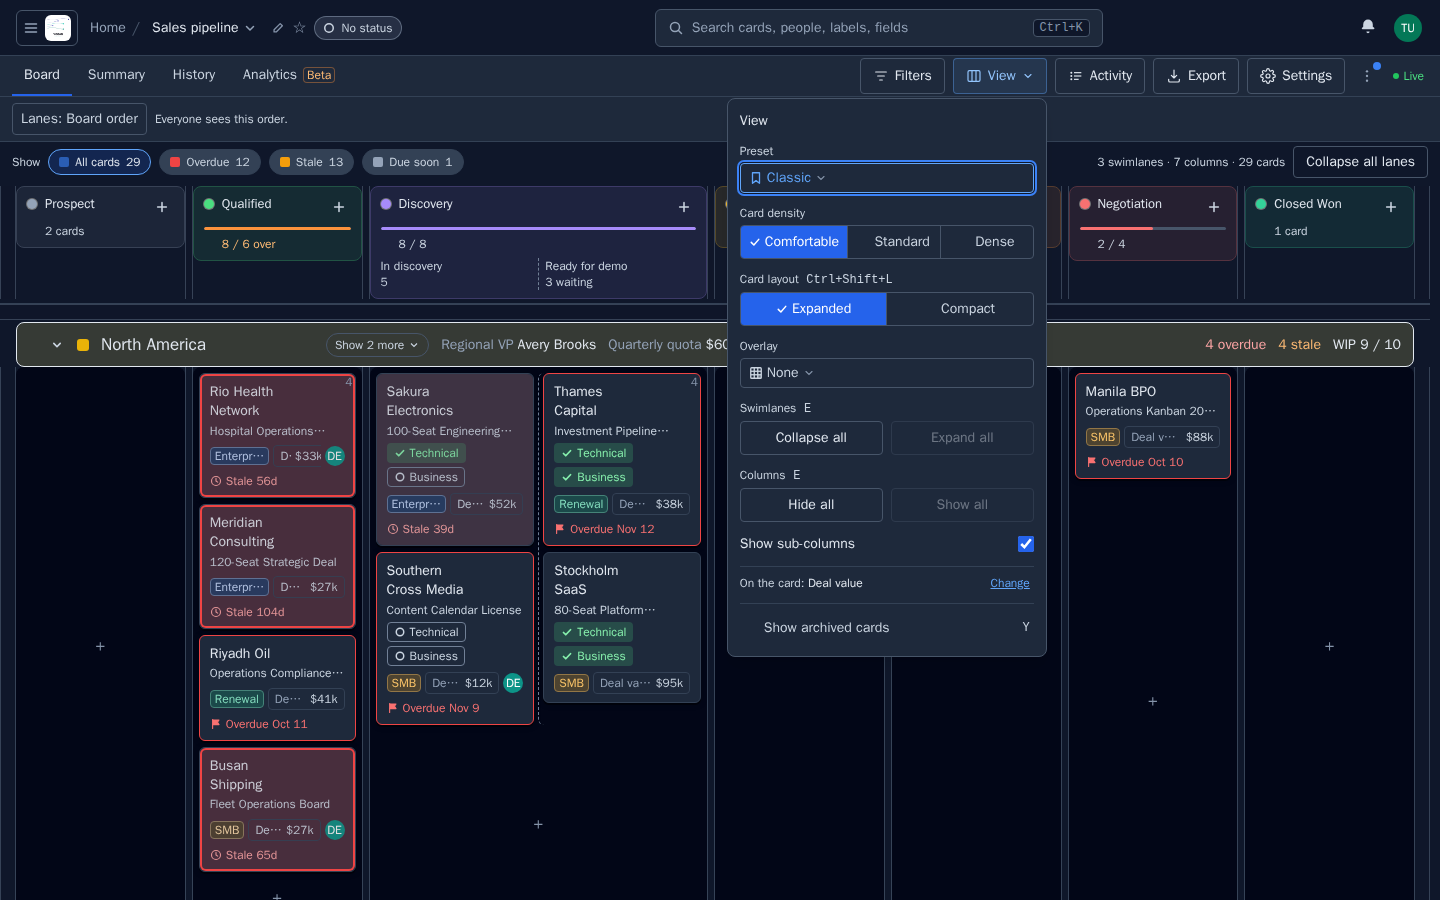 Home / Sales pipeline No status Search cards, people, labels, fields Ctrl+K TU
Board Summary History Analytics Beta Filters View Activity Export Settings Live
Lanes: Board order Everyone sees this order.
Show All cards 29 Overdue 12 Stale 13 Due soon 1 3 swimlanes · 7 columns · 29 cards Collapse all lanes
Prospect
2 cards
Qualified
8 / 6 over
Discovery
8 / 8
In discovery
5
Ready for demo
3 waiting
Negotiation
2 / 4
Closed Won
1 card
View
Preset
Classic
Card density
Comfortable Standard Dense
Card layout Ctrl+Shift+L
Expanded Compact
Overlay
None
Swimlanes E
Collapse all Expand all
Columns E
Hide all Show all
Show sub-columns
On the card: Deal value Change
Show archived cards Y
North America Show 2 more Regional VP Avery Brooks Quarterly quota $60 4 overdue 4 stale WIP 9 / 10
4
Rio Health
Network
Hospital Operations···
Enterpr··· D· $33k DE
Stale 56d
Meridian
Consulting
120-Seat Strategic Deal
Enterpr··· D··· $27k
Stale 104d
Riyadh Oil
Operations Compliance···
Renewal De··· $41k
Overdue Oct 11
Busan
Shipping
Fleet Operations Board
SMB De··· $27k DE
Stale 65d
Sakura
Electronics
100-Seat Engineering···
Technical
Business
Enterpr··· De··· $52k
Stale 39d
Southern
Cross Media
Content Calendar License
Technical
Business
SMB De··· $12k DE
Overdue Nov 9
4
Thames
Capital
Investment Pipeline···
Technical
Business
Renewal De··· $38k
Overdue Nov 12
Stockholm
SaaS
80-Seat Platform···
Technical
Business
SMB Deal va··· $95k
Manila BPO
Operations Kanban 20···
SMB Deal v··· $88k
Overdue Oct 10